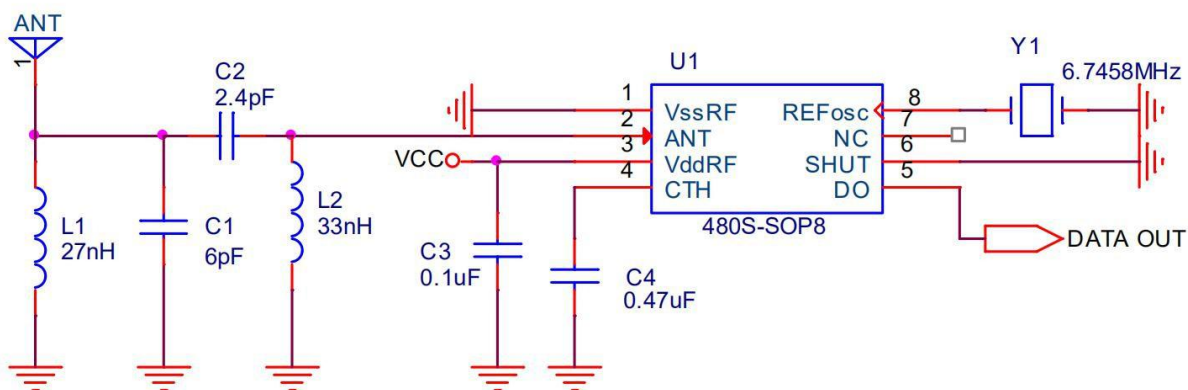 ANT
1
C2
2.4pF
L1
27nH
C1
6pF
L2
33nH
VCC
C3
0.1uF
C4
0.47uF
U1
1
2
3
4
VssRF
ANT
VddRF
CTH
REFosc
NC
SHUT
DO
8
7
6
5
480S-SOP8
Y1
6.7458MHz
DATA OUT